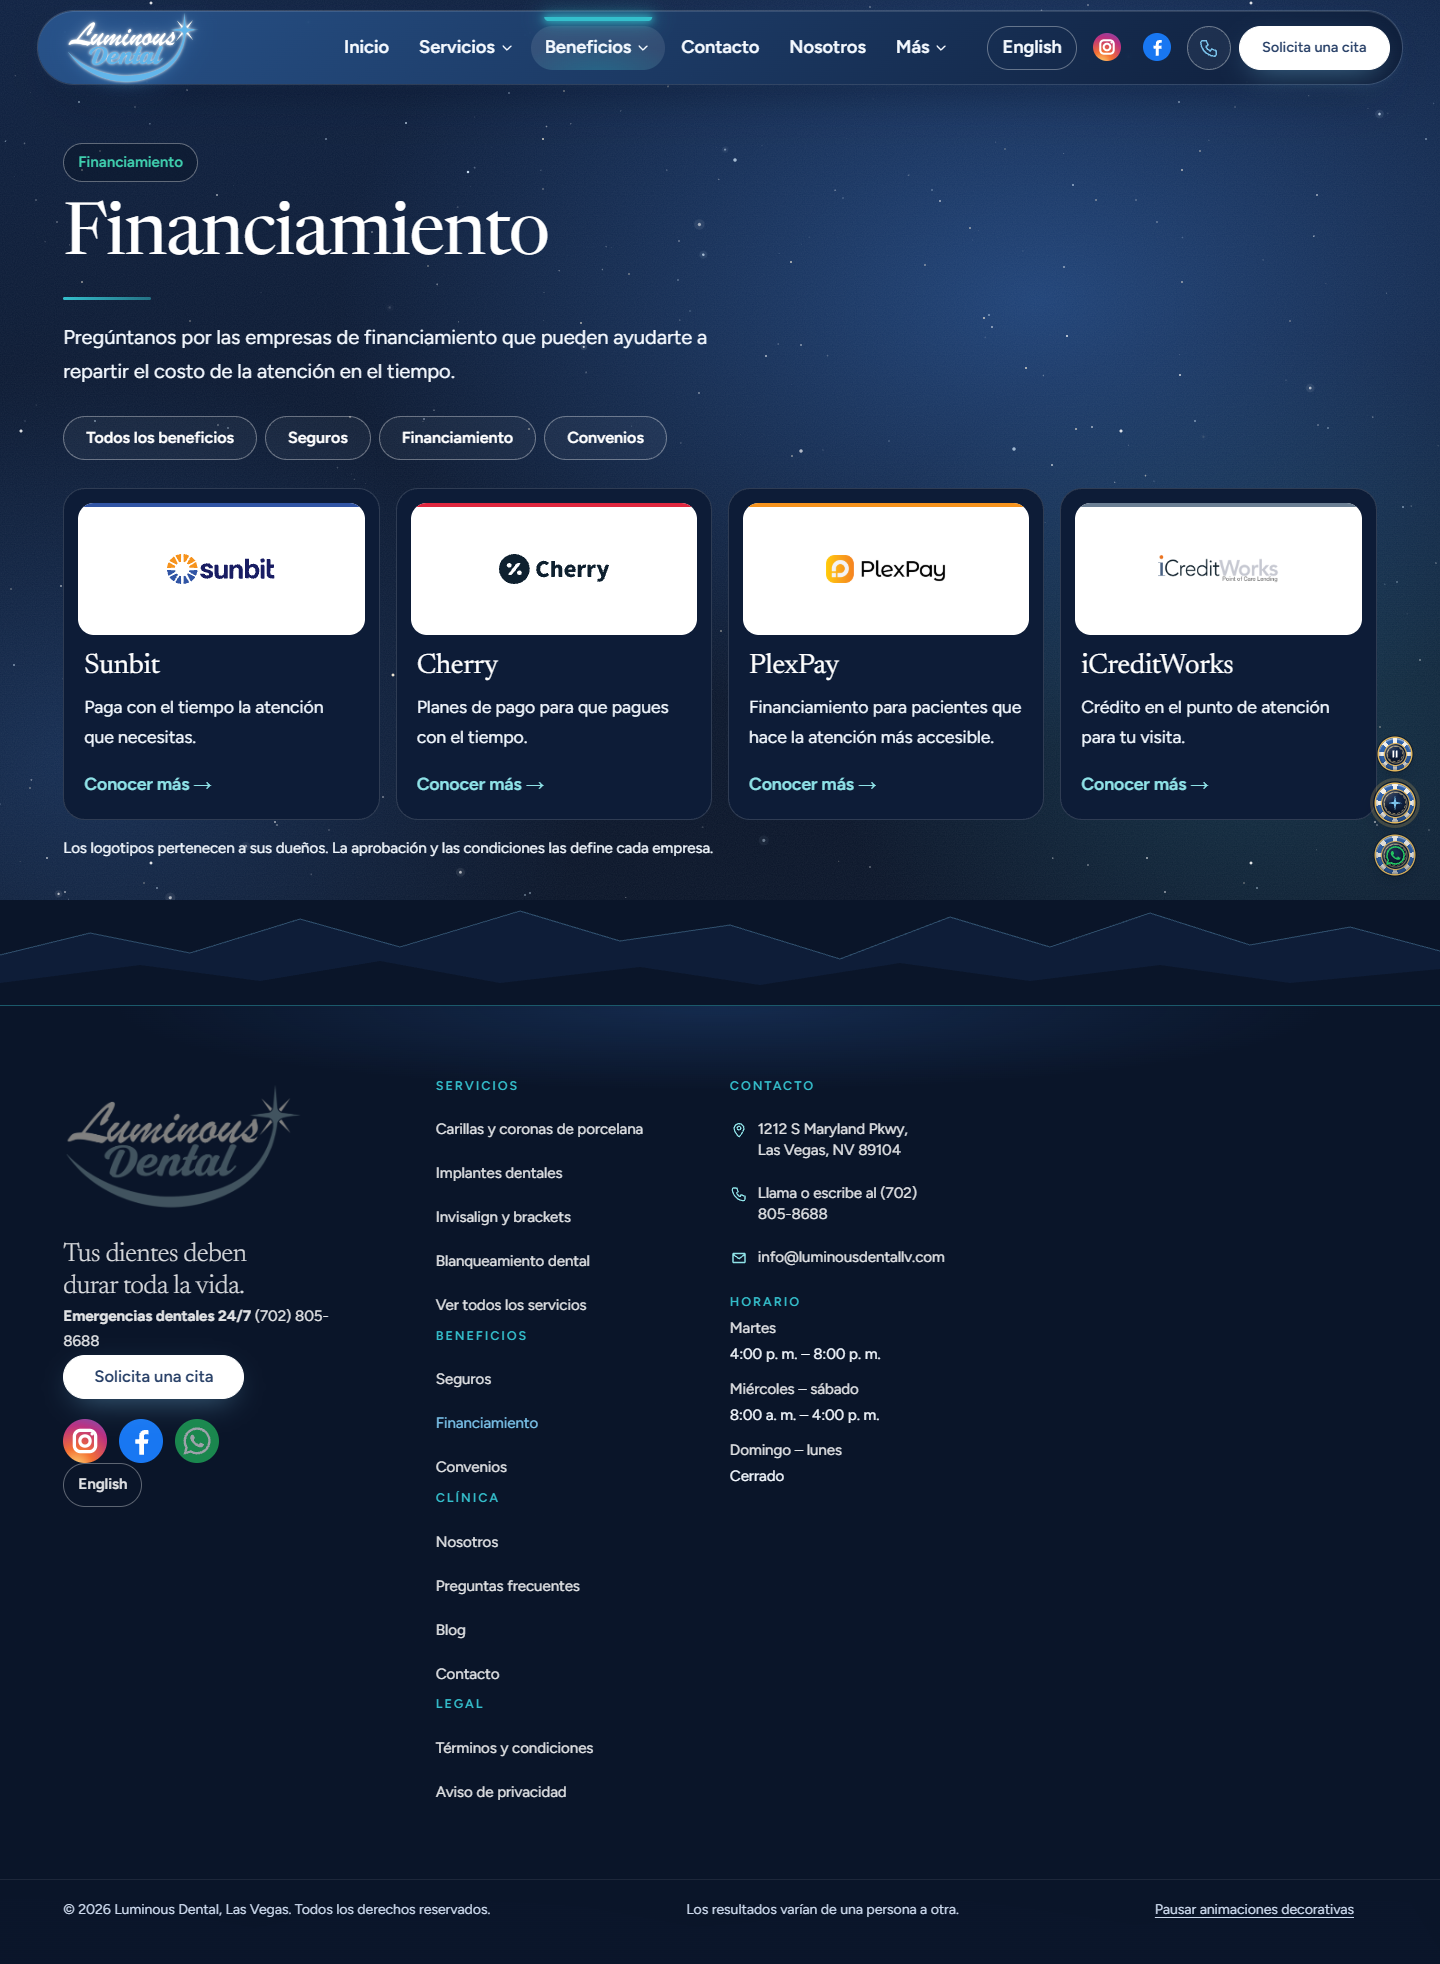 Luminous Dental
Inicio
Servicios
Beneficios
Contacto
Nosotros
Más
English
Solicita una cita
Financiamiento
Financiamiento
Pregúntanos por las empresas de financiamiento que pueden ayudarte a
repartir el costo de la atención en el tiempo.
Todos los beneficios
Seguros
Financiamiento
Convenios
sunbit
Cherry
PlexPay
iCreditWorks
Point of Care Lending
Sunbit
Paga con el tiempo la atención
que necesitas.
Conocer más →
Cherry
Planes de pago para que pagues
con el tiempo.
Conocer más →
PlexPay
Financiamiento para pacientes que
hace la atención más accesible.
Conocer más →
iCreditWorks
Crédito en el punto de atención
para tu visita.
Conocer más →
Los logotipos pertenecen a sus dueños. La aprobación y las condiciones las define cada empresa.
Luminous
Dental
Tus dientes deben
durar toda la vida.
Emergencias dentales 24/7 (702) 805-
8688
Solicita una cita
English
SERVICIOS
Carillas y coronas de porcelana
Implantes dentales
Invisalign y brackets
Blanqueamiento dental
Ver todos los servicios
BENEFICIOS
Seguros
Financiamiento
Convenios
CLÍNICA
Nosotros
Preguntas frecuentes
Blog
Contacto
LEGAL
Términos y condiciones
Aviso de privacidad
CONTACTO
1212 S Maryland Pkwy,
Las Vegas, NV 89104
Llama o escribe al (702)
805-8688
info@luminousdentallv.com
HORARIO
Martes
4:00 p. m. – 8:00 p. m.
Miércoles – sábado
8:00 a. m. – 4:00 p. m.
Domingo – lunes
Cerrado
© 2026 Luminous Dental, Las Vegas. Todos los derechos reservados.
Los resultados varían de una persona a otra.
Pausar animaciones decorativas